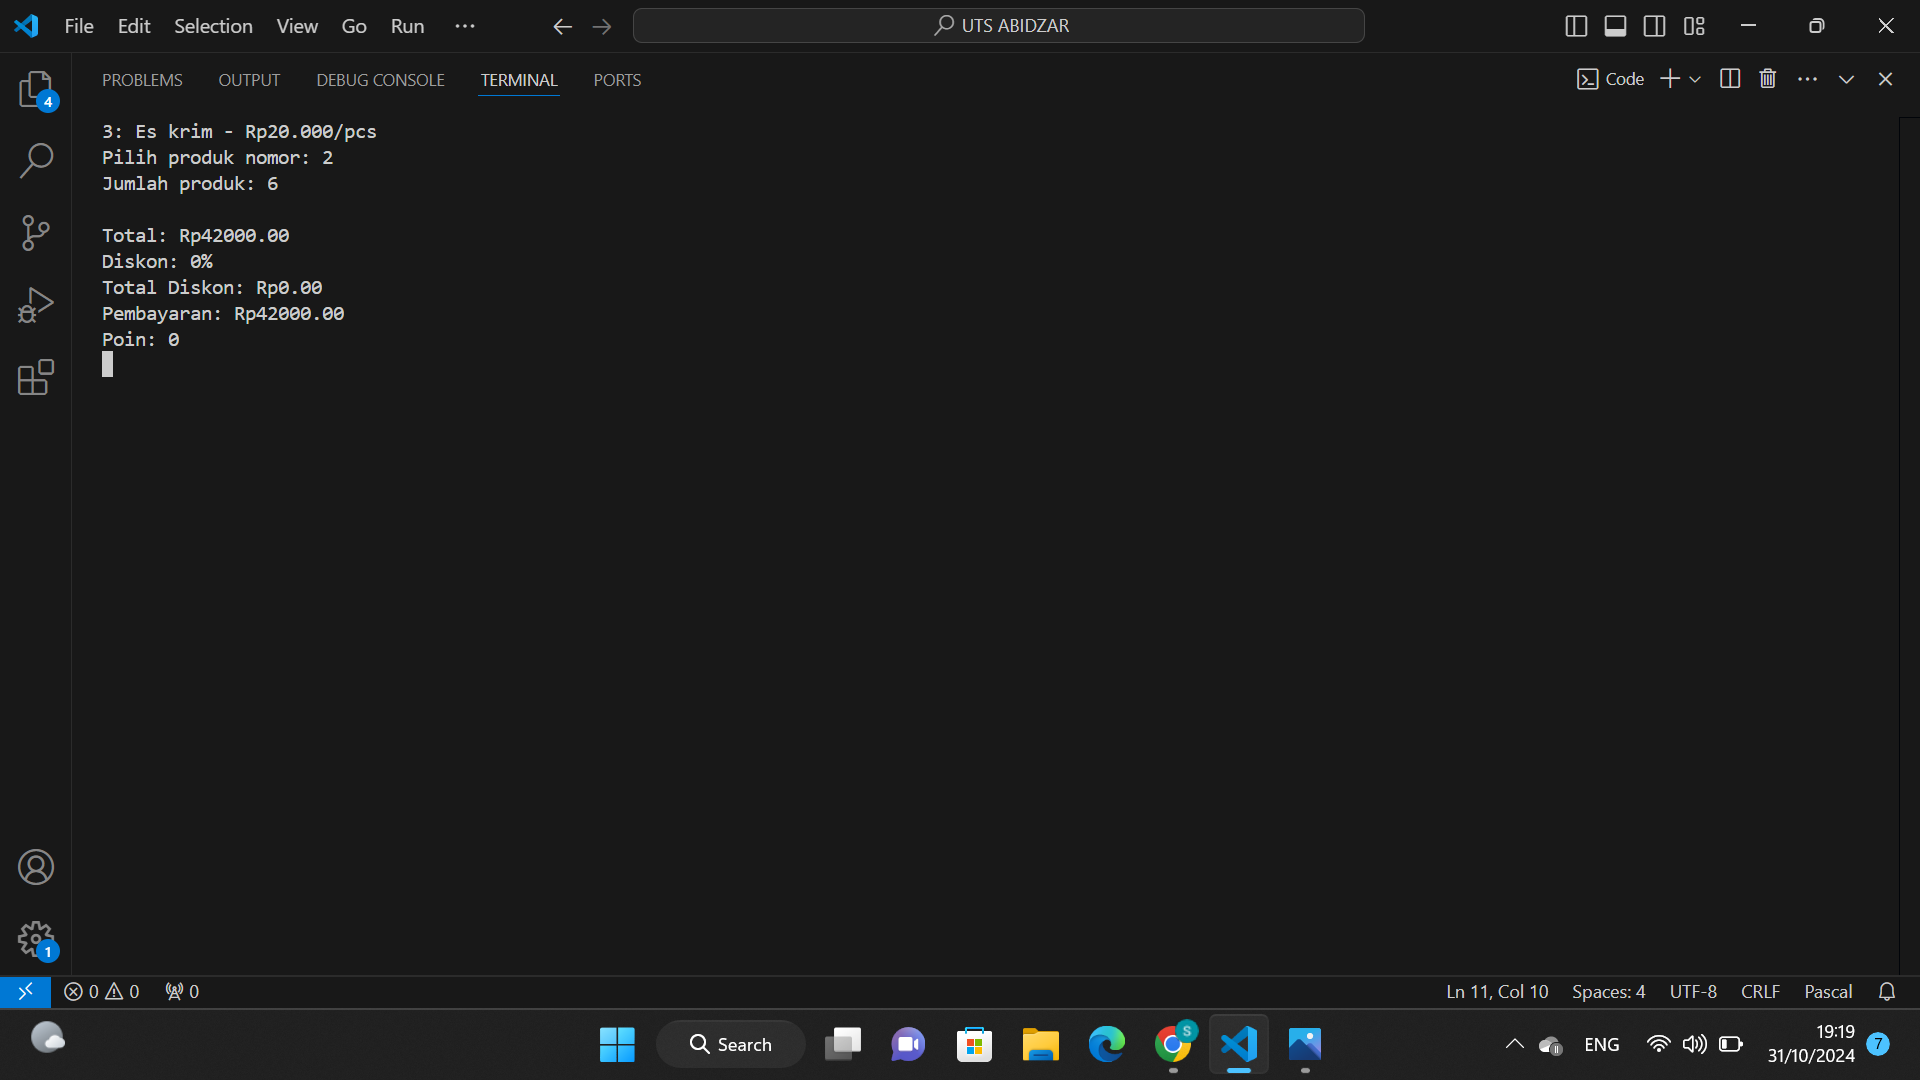 File Edit Selection View Go Run ...
UTS ABIDZAR
4
PROBLEMS OUTPUT DEBUG CONSOLE TERMINAL PORTS
Code
3: Es krim - Rp20.000/pcs
Pilih produk nomor: 2
Jumlah produk: 6
Total: Rp42000.00
Diskon: 0%
Total Diskon: Rp0.00
Pembayaran: Rp42000.00
Poin: 0
1
0 0 0
Ln 11, Col 10 Spaces: 4 UTF-8 CRLF Pascal
Search
S
ENG
19:19
31/10/2024
7